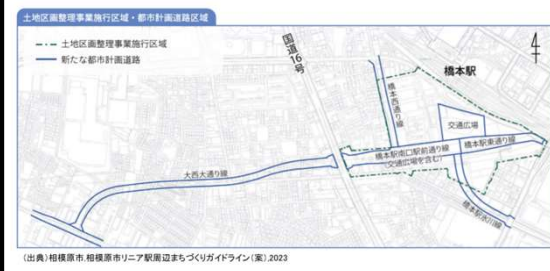 土地区画整理事業施行区域・都市計画道路区域
土地区画整理事業施行区域
新たな都市計画道路
国道16号
橋本駅
橋本西通り線
交通広場
橋本駅南口駅前通り線
(交通広場を含む)
橋本駅東通り線
大西大通り線
橋本駅氷川線
(出典)相模原市.相模原市リニア駅周辺まちづくりガイドライン(案).2023